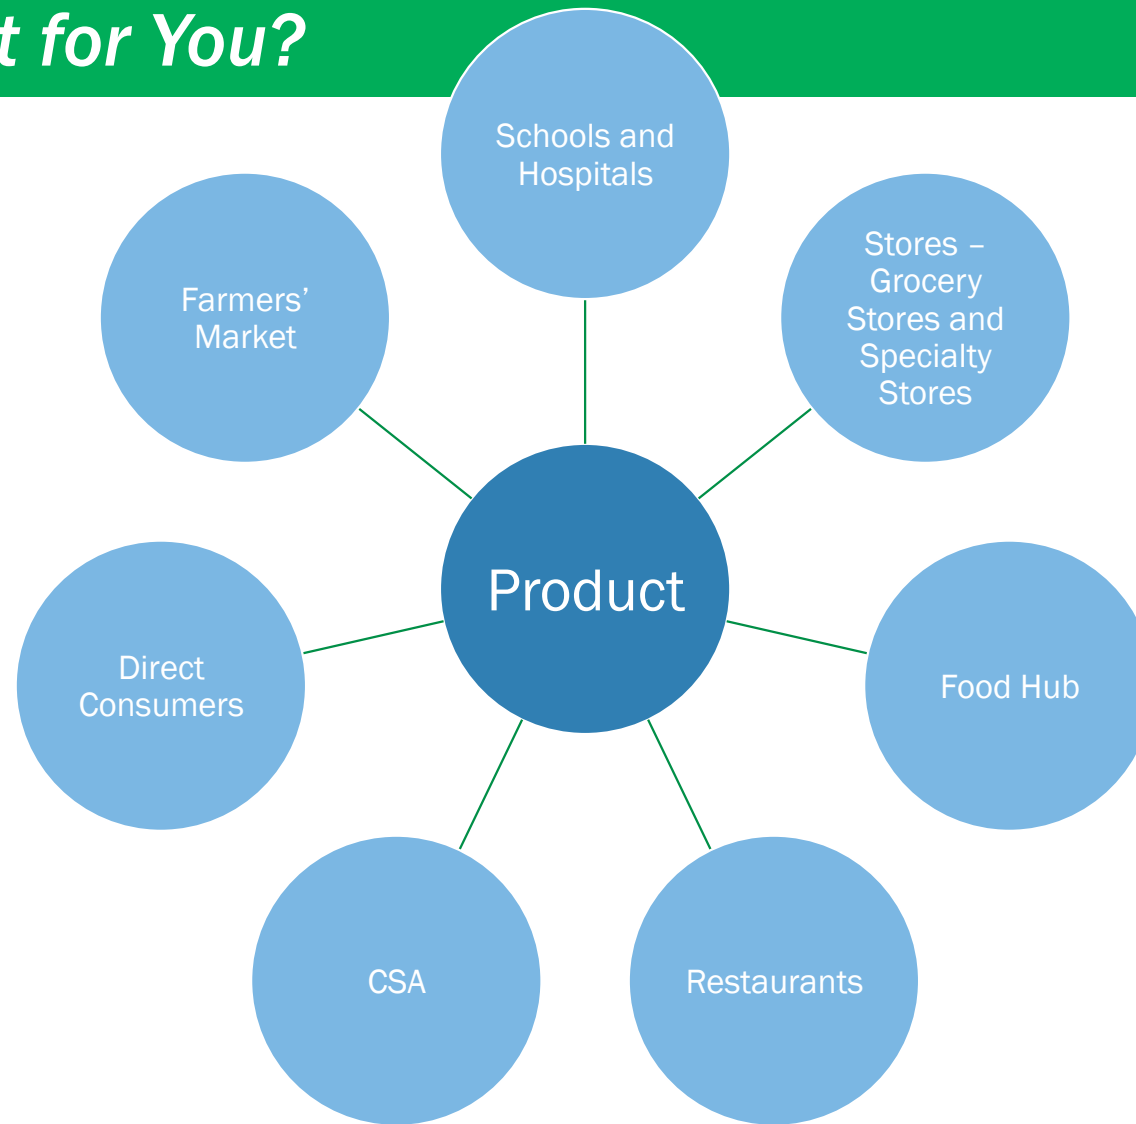 t for You?
Schools and
Hospitals
Stores –
Grocery
Stores and
Specialty
Stores
Farmers’
Market
Product
Direct
Consumers
Food Hub
CSA
Restaurants